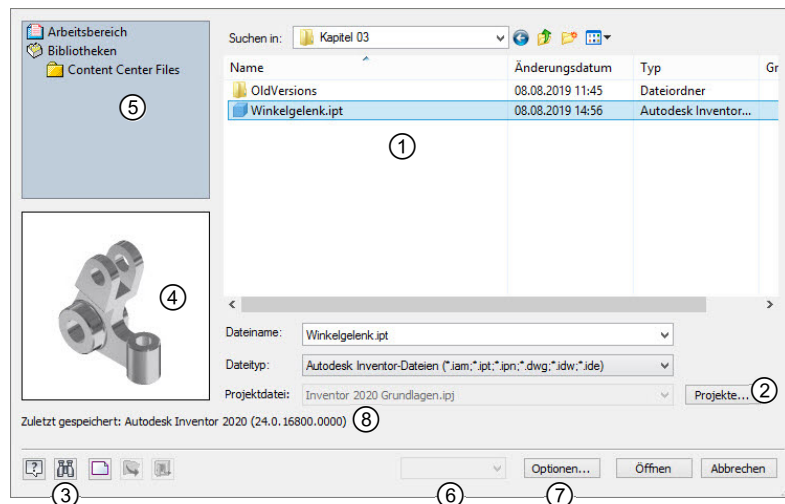 Arbeitsbereich
Bibliotheken
Content Center Files
⑤
Suchen in: Kapitel 03
Name Änderungsdatum Typ Gr
OldVersions 08.08.2019 11:45 Dateiordner
Winkelgelenk.ipt 08.08.2019 14:56 Autodesk Inventor...
①
④
Dateiname: Winkelgelenk.ipt
Dateityp: Autodesk Inventor-Dateien (*.iam;*.ipt;*.ipn;*.dwg;*.idw;*.ide)
Projektdatei: Inventor 2020 Grundlagen.ipj Projekte... ②
Zuletzt gespeichert: Autodesk Inventor 2020 (24.0.16800.0000) ⑧
? Optionen... Öffnen Abbrechen
③ ⑥ ⑦